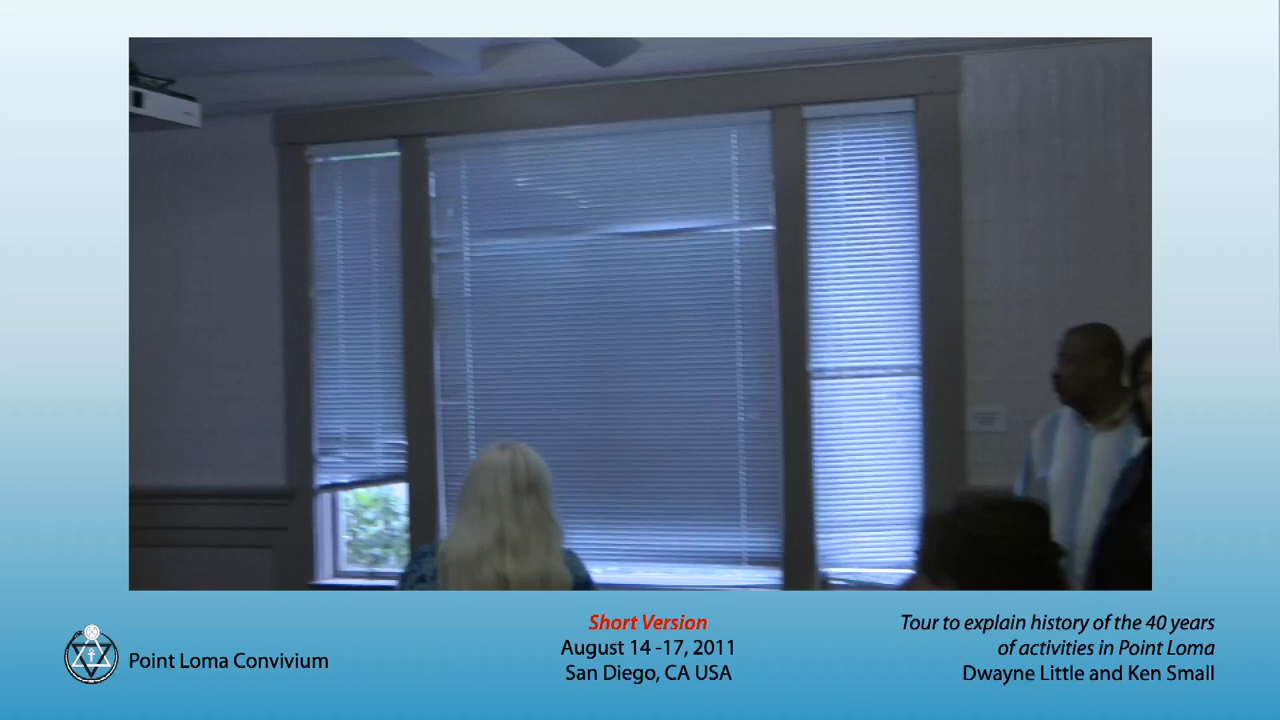 Point Loma Convivium
Short Version
August 14 -17, 2011
San Diego, CA USA
Tour to explain history of the 40 years
of activities in Point Loma
Dwayne Little and Ken Small